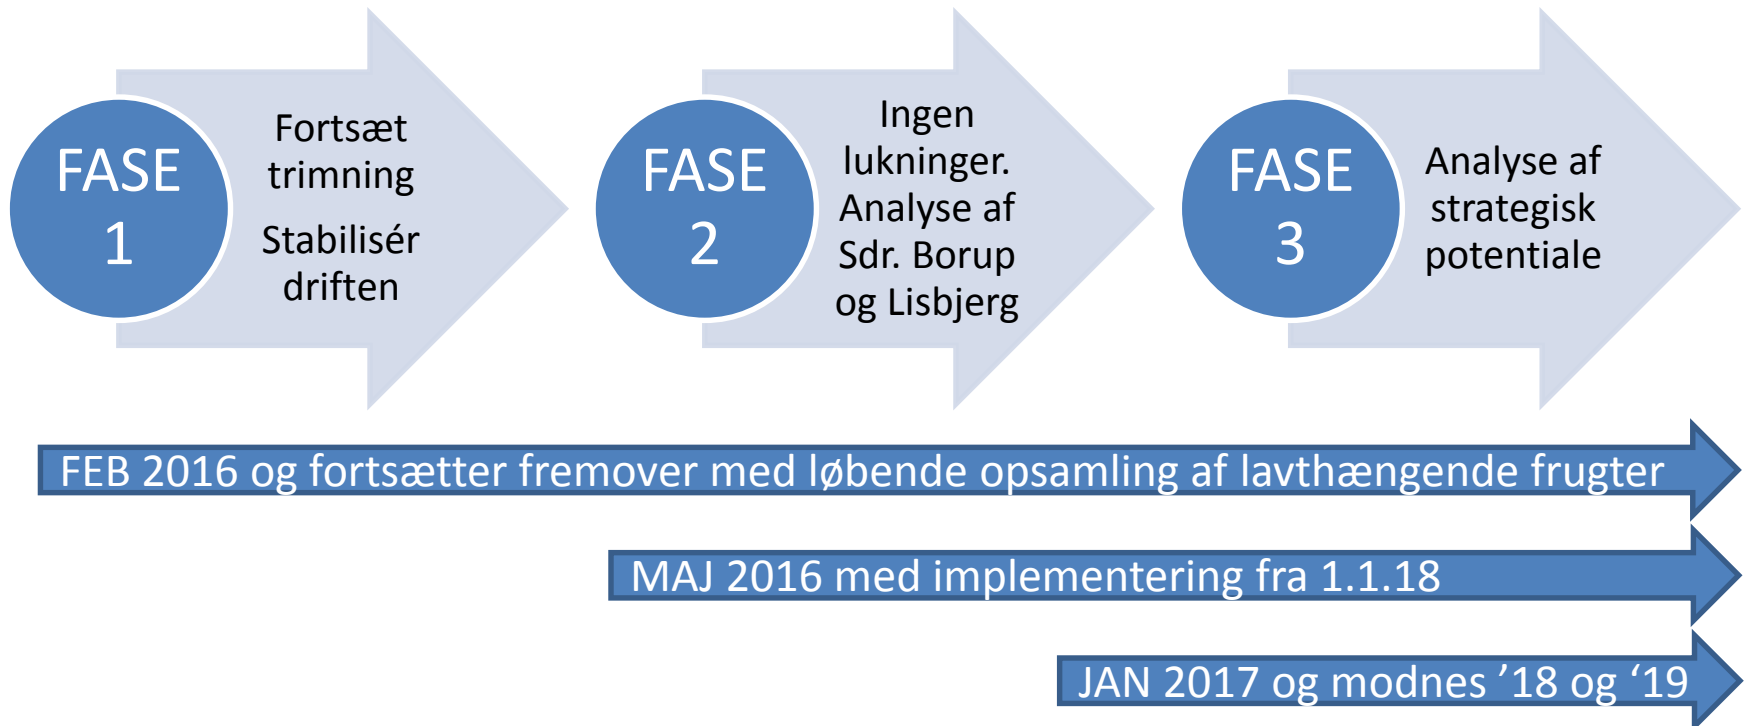 FASE
1
Fortsæt
trimning
Stabilisér
driften
FASE
2
Ingen
lukninger.
Analyse af
Sdr. Borup
og Lisbjerg
FASE
3
Analyse af
strategisk
potentiale
FEB 2016 og fortsætter fremover med løbende opsamling af lavthængende frugter
MAJ 2016 med implementering fra 1.1.18
JAN 2017 og modnes ’18 og ‘19